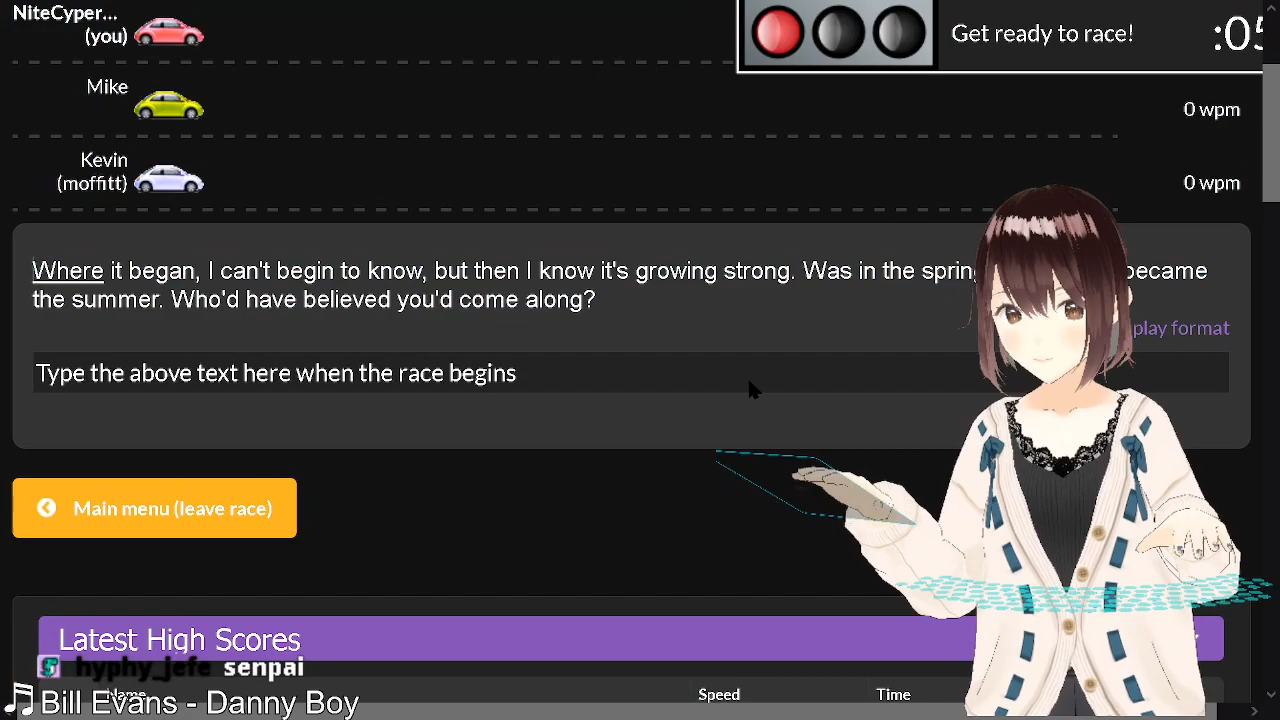 NiteCyper...
(you)
Get ready to race!
:05
Mike
0 wpm
Kevin
(moffitt)
0 wpm
Where it began, I can't begin to know, but then I know it's growing strong. Was in the spring became
the summer. Who'd have believed you'd come along?
play format
Type the above text here when the race begins
Main menu (leave race)
Latest High Scores
hyphy_jefe senpai
Name
Speed
Time
Bill Evans - Danny Boy